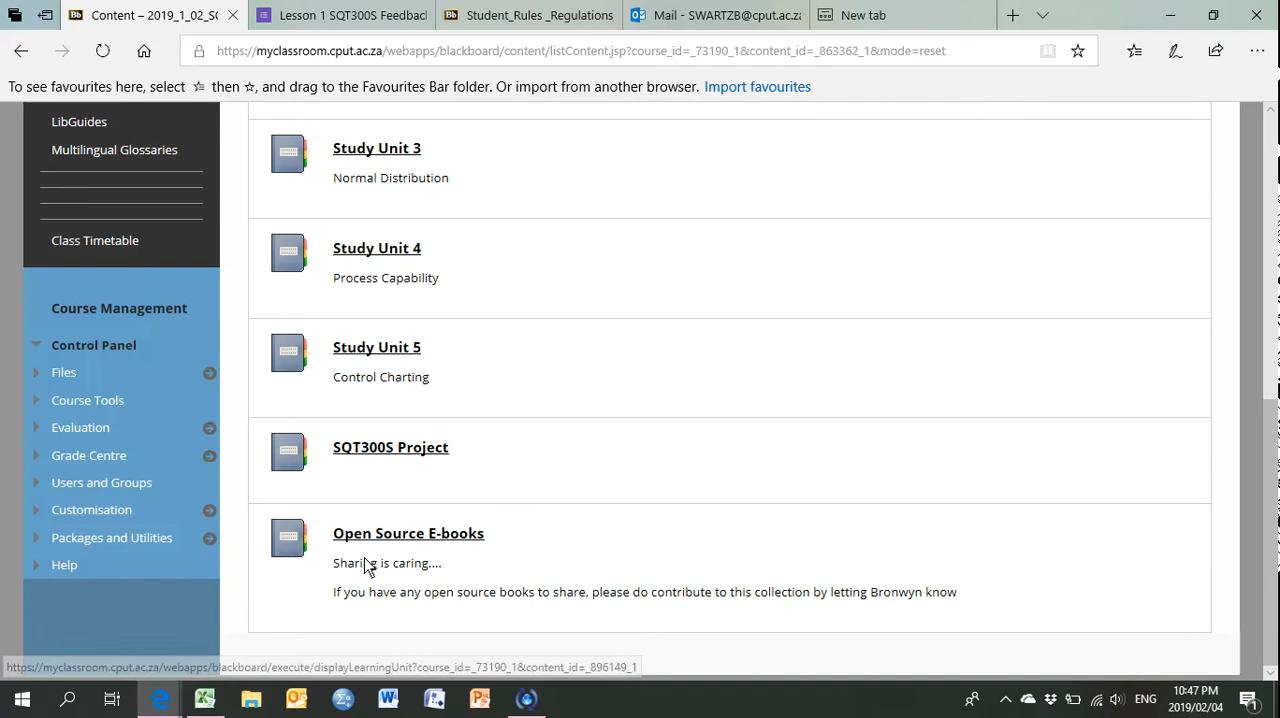 Content – 2019_1_02_SC
Lesson 1 SQT300S Feedback
Student_Rules _Regulations
Mail - SWARTZB@cput.ac.za
New tab
https://myclassroom.cput.ac.za/webapps/blackboard/content/listContent.jsp?course_id=_73190_1&content_id=_863362_1&mode=reset
To see favourites here, select then ☆, and drag to the Favourites Bar folder. Or import from another browser. Import favourites
LibGuides
Multilingual Glossaries
Class Timetable
Course Management
Control Panel
Files
Course Tools
Evaluation
Grade Centre
Users and Groups
Customisation
Packages and Utilities
Help
Study Unit 3
Normal Distribution
Study Unit 4
Process Capability
Study Unit 5
Control Charting
SQT300S Project
Open Source E-books
Sharing is caring....
If you have any open source books to share, please do contribute to this collection by letting Bronwyn know
https://myclassroom.cput.ac.za/webapps/blackboard/execute/displayLearningUnit?course_id=_73190_1&content_id=_896149_1
ENG
10:47 PM
2019/02/04